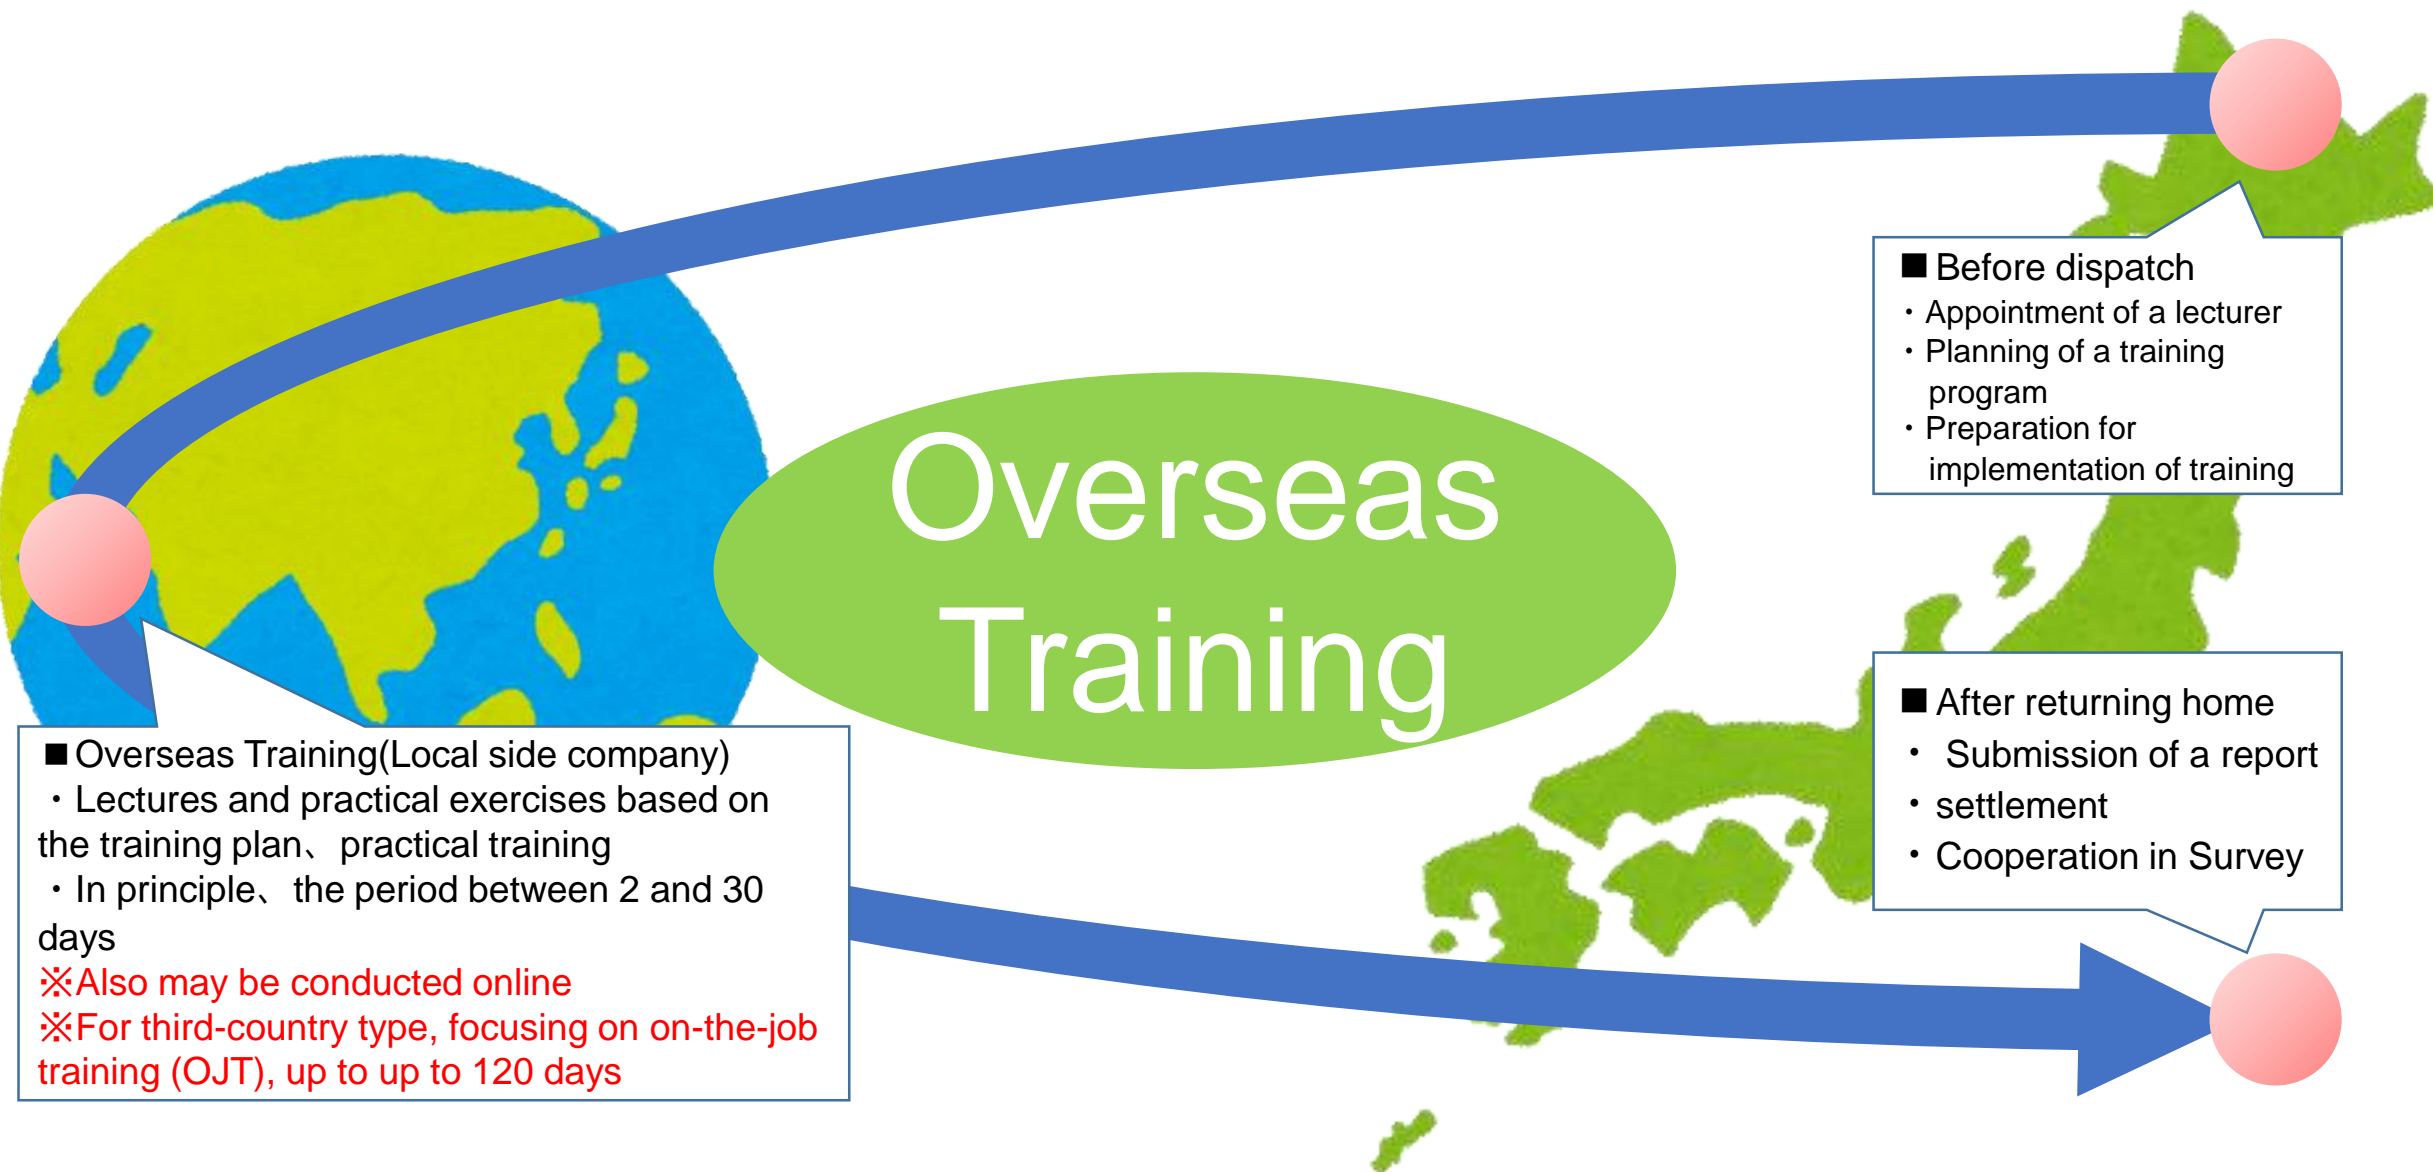 Overseas
Training
■ Before dispatch
・Appointment of a lecturer
・Planning of a training
program
・Preparation for
implementation of training
■ Overseas Training(Local side company)
・Lectures and practical exercises based on
the training plan、practical training
・In principle、the period between 2 and 30
days
※Also may be conducted online
※For third-country type, focusing on on-the-job
training (OJT), up to up to 120 days
■ After returning home
・ Submission of a report
・settlement
・Cooperation in Survey